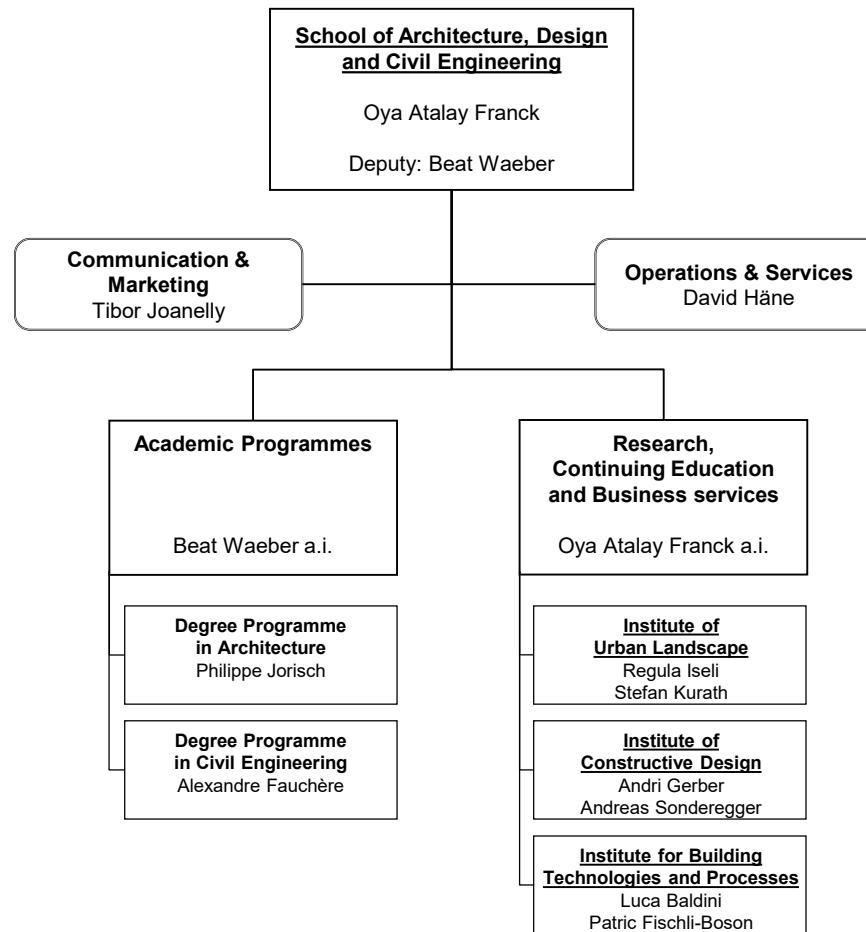 School of Architecture, Design
and Civil Engineering
Oya Atalay Franck
Deputy: Beat Waeber
Communication &
Marketing
Tibor Joanelly
Operations & Services
David Häne
Academic Programmes
Beat Waeber a.i.
Research,
Continuing Education
and Business services
Oya Atalay Franck a.i.
Degree Programme
in Architecture
Philippe Jorisch
Degree Programme
in Civil Engineering
Alexandre Fauchère
Institute of
Urban Landscape
Regula Iseli
Stefan Kurath
Institute of
Constructive Design
Andri Gerber
Andreas Sonderegger
Institute for Building
Technologies and Processes
Luca Baldini
Patric Fischli-Boson